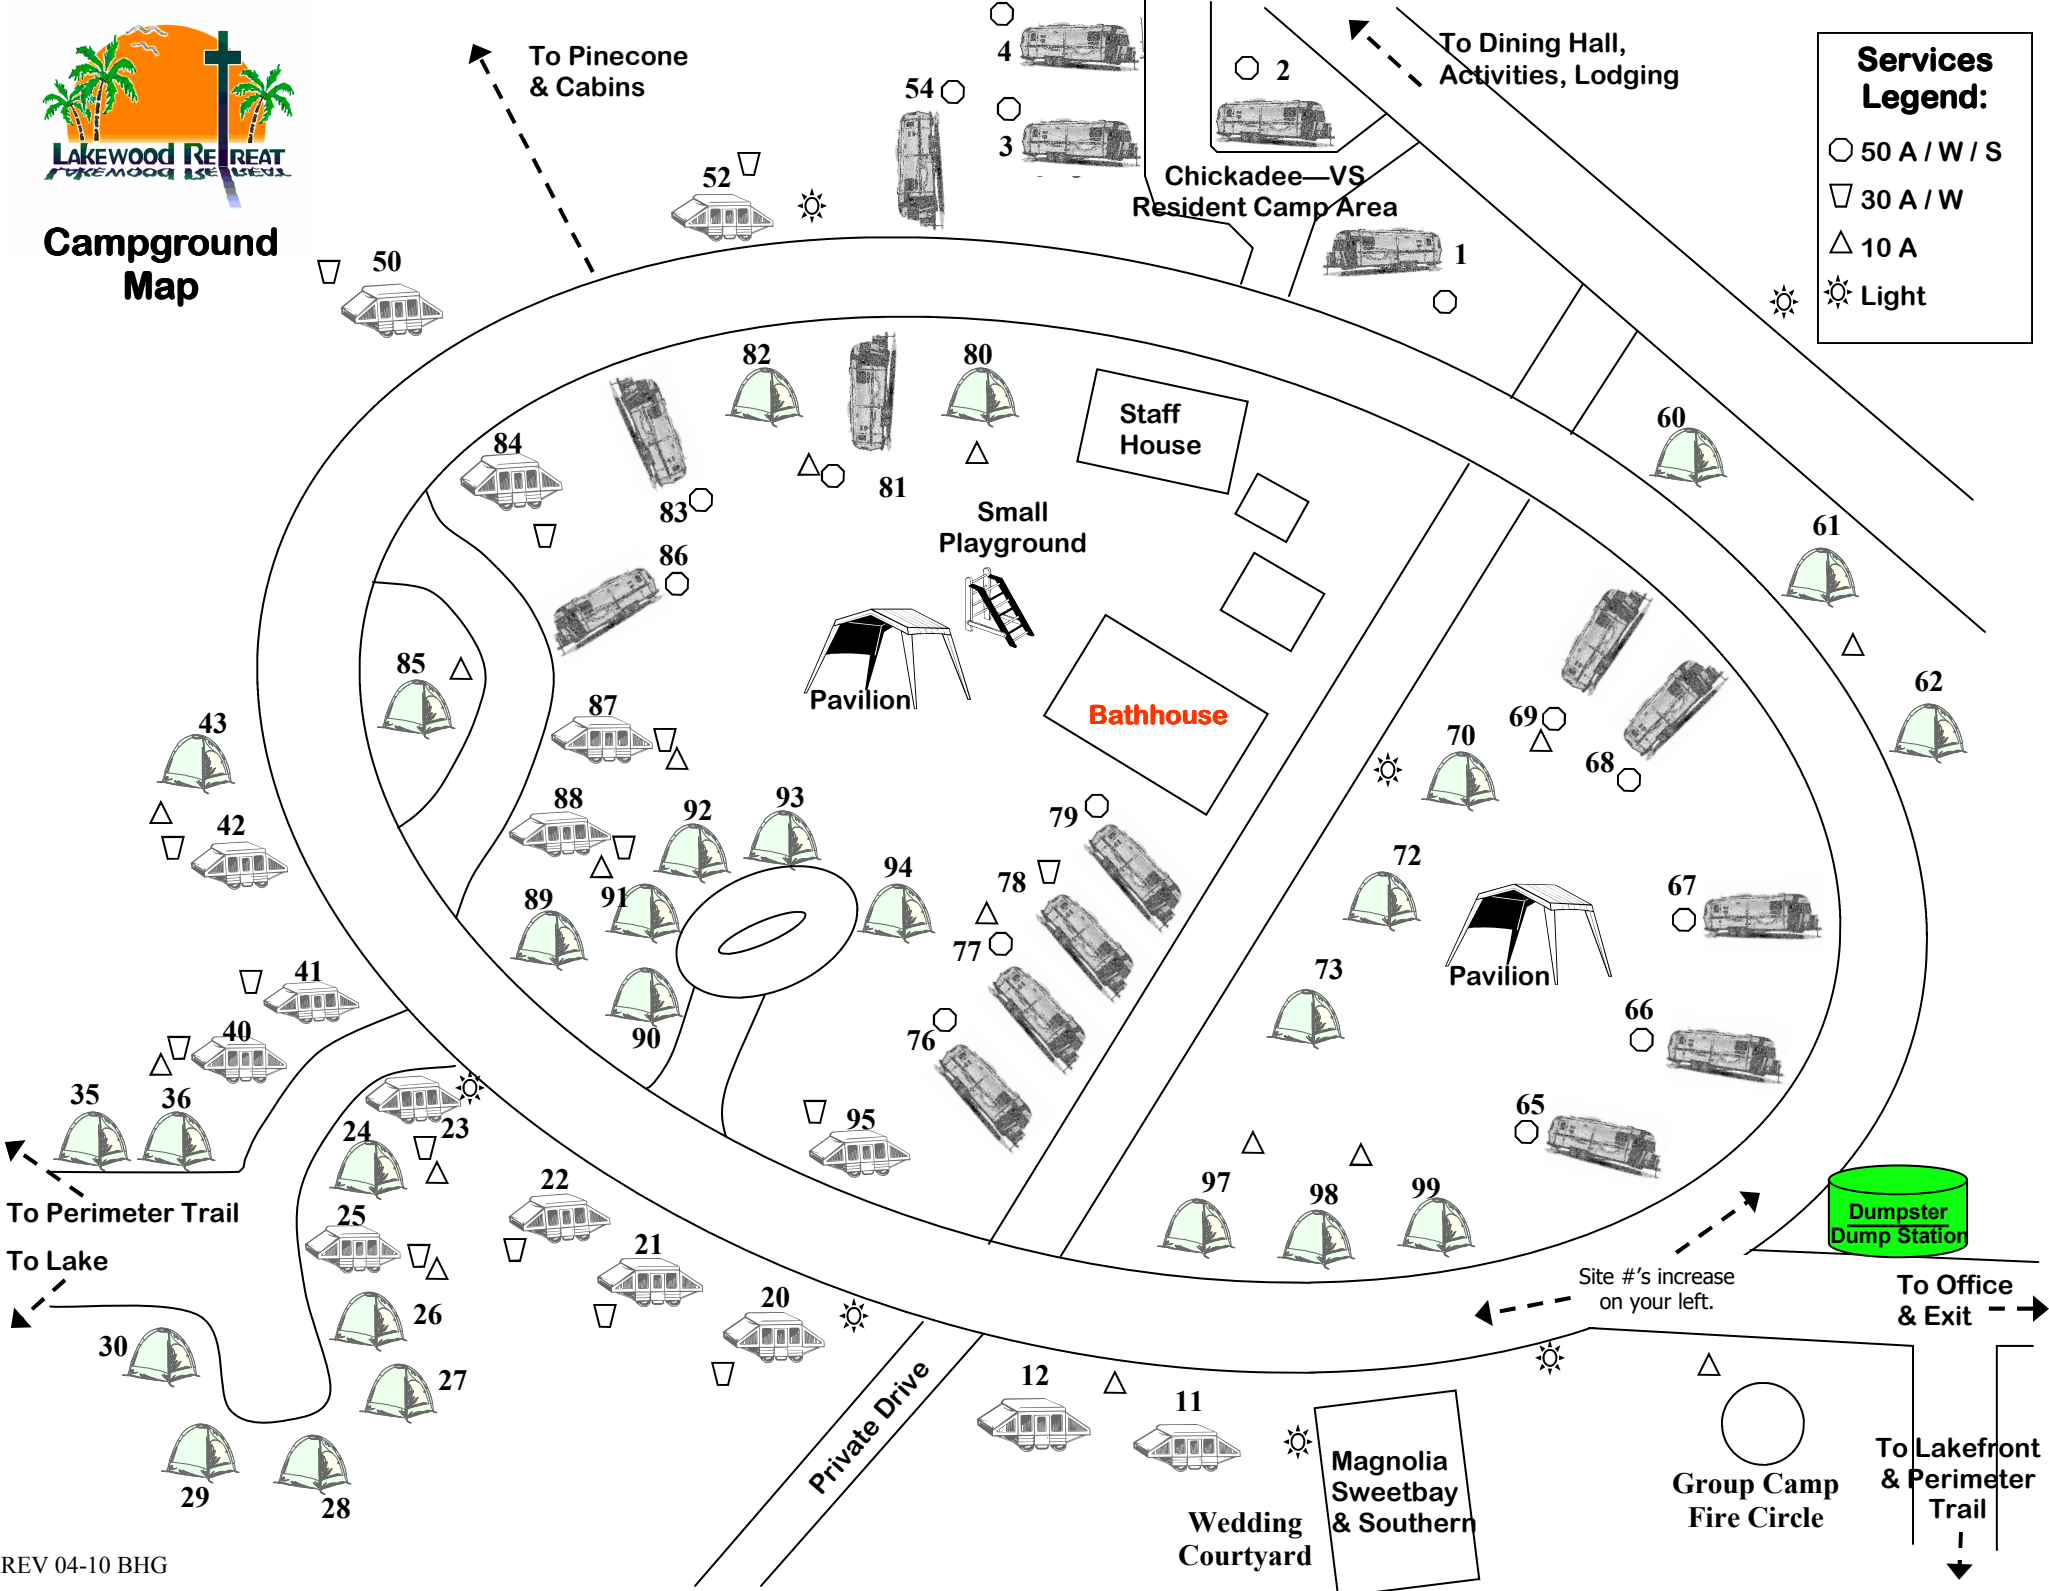 LAKEWOOD RETREAT
Campground
Map
To Pinecone
& Cabins
To Dining Hall,
Activities, Lodging
Services
Legend:
50 A / W / S
30 A / W
10 A
Light
4
54
3
2
52
Chickadee—VS
Resident Camp Area
1
50
82
80
84
83
81
Staff
House
60
61
Small
Playground
86
85
Pavilion
87
Bathhouse
62
43
69
70
68
42
88
92
93
79
89
91
94
78
72
67
77
Pavilion
41
40
90
76
73
66
35
36
23
24
95
65
To Perimeter Trail
25
22
97
98
99
Dumpster
Dump Station
To Lake
21
Site #'s increase
on your left.
To Office
& Exit
26
20
30
27
Private Drive
12
11
29
28
Magnolia
Sweetbay
& Southern
Wedding
Courtyard
Group Camp
Fire Circle
To Lakefront
& Perimeter
Trail
REV 04-10 BHG